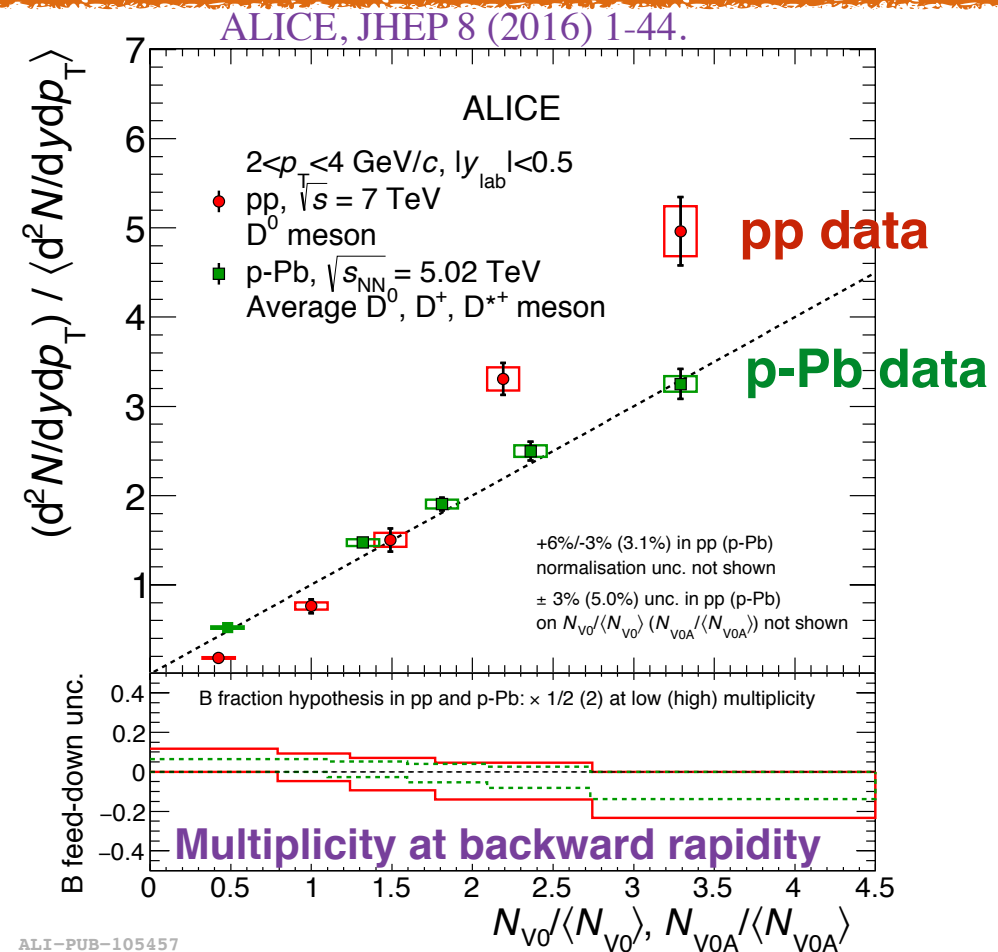 ALICE, JHEP 8 (2016) 1-44.
(d²N/dydp_T) / ⟨d²N/dydp_T⟩
7
6
5
4
3
2
1
ALICE
2<p_T<4 GeV/c, |y_lab|<0.5
pp, √s = 7 TeV
D⁰ meson
p-Pb, √s_NN = 5.02 TeV
Average D⁰, D⁺, D*⁺ meson
pp data
p-Pb data
+6%/-3% (3.1%) in pp (p-Pb)
normalisation unc. not shown
± 3% (5.0%) unc. in pp (p-Pb)
on N_V0/⟨N_V0⟩ (N_V0A/⟨N_V0A⟩) not shown
B feed-down unc.
0.4
0.2
0
−0.2
−0.4
B fraction hypothesis in pp and p-Pb: × 1/2 (2) at low (high) multiplicity
Multiplicity at backward rapidity
0 0.5 1 1.5 2 2.5 3 3.5 4 4.5
N_V0/⟨N_V0⟩, N_V0A/⟨N_V0A⟩
ALI−PUB−105457